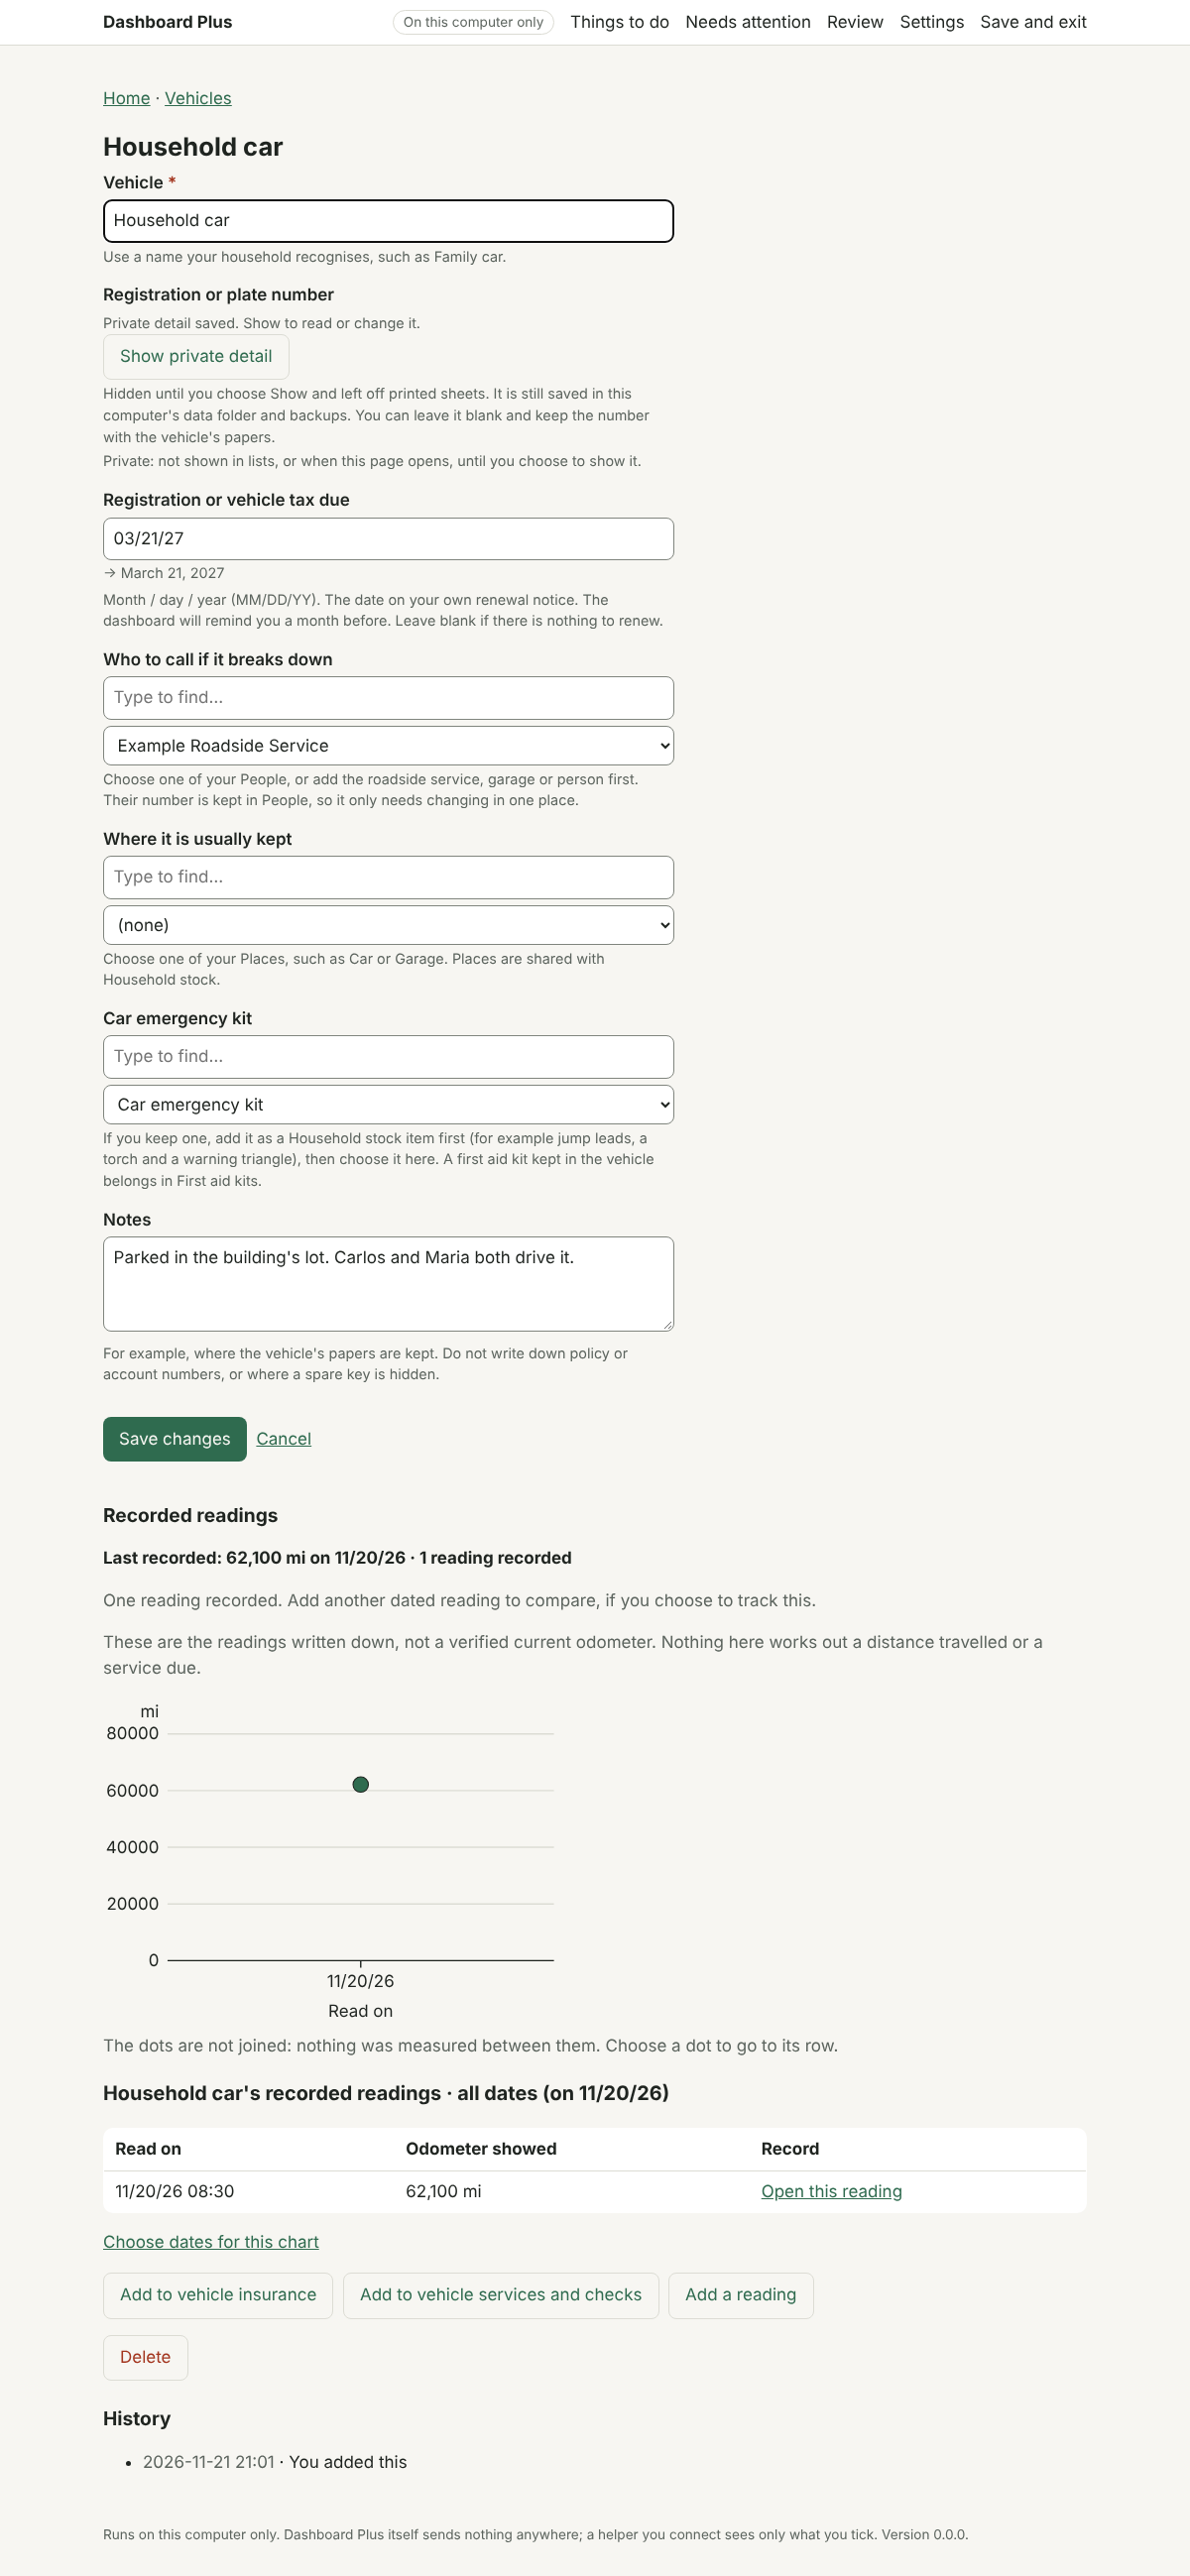 Dashboard Plus
On this computer only
Things to do
Needs attention
Review
Settings
Save and exit
Home · Vehicles
Household car
Vehicle *
Household car
Use a name your household recognises, such as Family car.
Registration or plate number
Private detail saved. Show to read or change it.
Show private detail
Hidden until you choose Show and left off printed sheets. It is still saved in this
computer's data folder and backups. You can leave it blank and keep the number
with the vehicle's papers.
Private: not shown in lists, or when this page opens, until you choose to show it.
Registration or vehicle tax due
03/21/27
→ March 21, 2027
Month / day / year (MM/DD/YY). The date on your own renewal notice. The
dashboard will remind you a month before. Leave blank if there is nothing to renew.
Who to call if it breaks down
Type to find...
Example Roadside Service
Choose one of your People, or add the roadside service, garage or person first.
Their number is kept in People, so it only needs changing in one place.
Where it is usually kept
Type to find...
(none)
Choose one of your Places, such as Car or Garage. Places are shared with
Household stock.
Car emergency kit
Type to find...
Car emergency kit
If you keep one, add it as a Household stock item first (for example jump leads, a
torch and a warning triangle), then choose it here. A first aid kit kept in the vehicle
belongs in First aid kits.
Notes
Parked in the building's lot. Carlos and Maria both drive it.
For example, where the vehicle's papers are kept. Do not write down policy or
account numbers, or where a spare key is hidden.
Save changes
Cancel
Recorded readings
Last recorded: 62,100 mi on 11/20/26 · 1 reading recorded
One reading recorded. Add another dated reading to compare, if you choose to track this.
These are the readings written down, not a verified current odometer. Nothing here works out a distance travelled or a
service due.
mi
80000
60000
40000
20000
0
11/20/26
Read on
The dots are not joined: nothing was measured between them. Choose a dot to go to its row.
Household car's recorded readings · all dates (on 11/20/26)
Read on
Odometer showed
Record
11/20/26 08:30
62,100 mi
Open this reading
Choose dates for this chart
Add to vehicle insurance
Add to vehicle services and checks
Add a reading
Delete
History
• 2026-11-21 21:01 · You added this
Runs on this computer only. Dashboard Plus itself sends nothing anywhere; a helper you connect sees only what you tick. Version 0.0.0.